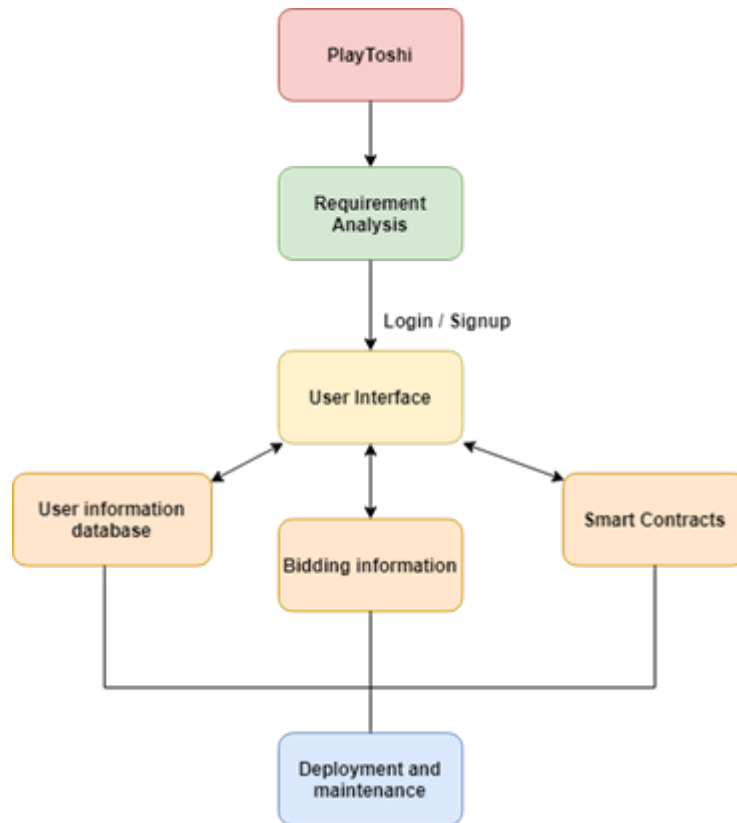 PlayToshi
Requirement
Analysis
Login / Signup
User Interface
User information
database
Bidding information
Smart Contracts
Deployment and
maintenance